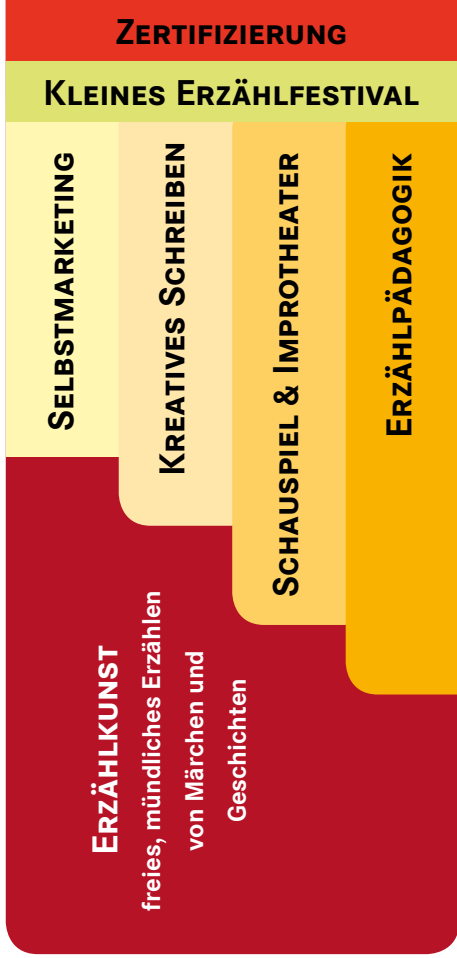 Zertifizierung
Kleines Erzählfestival
Selbstmarketing
Kreatives Schreiben
Schauspiel & Improtheater
Erzählpädagogik
Erzählkunst
freies, mündliches Erzählen
von Märchen und
Geschichten